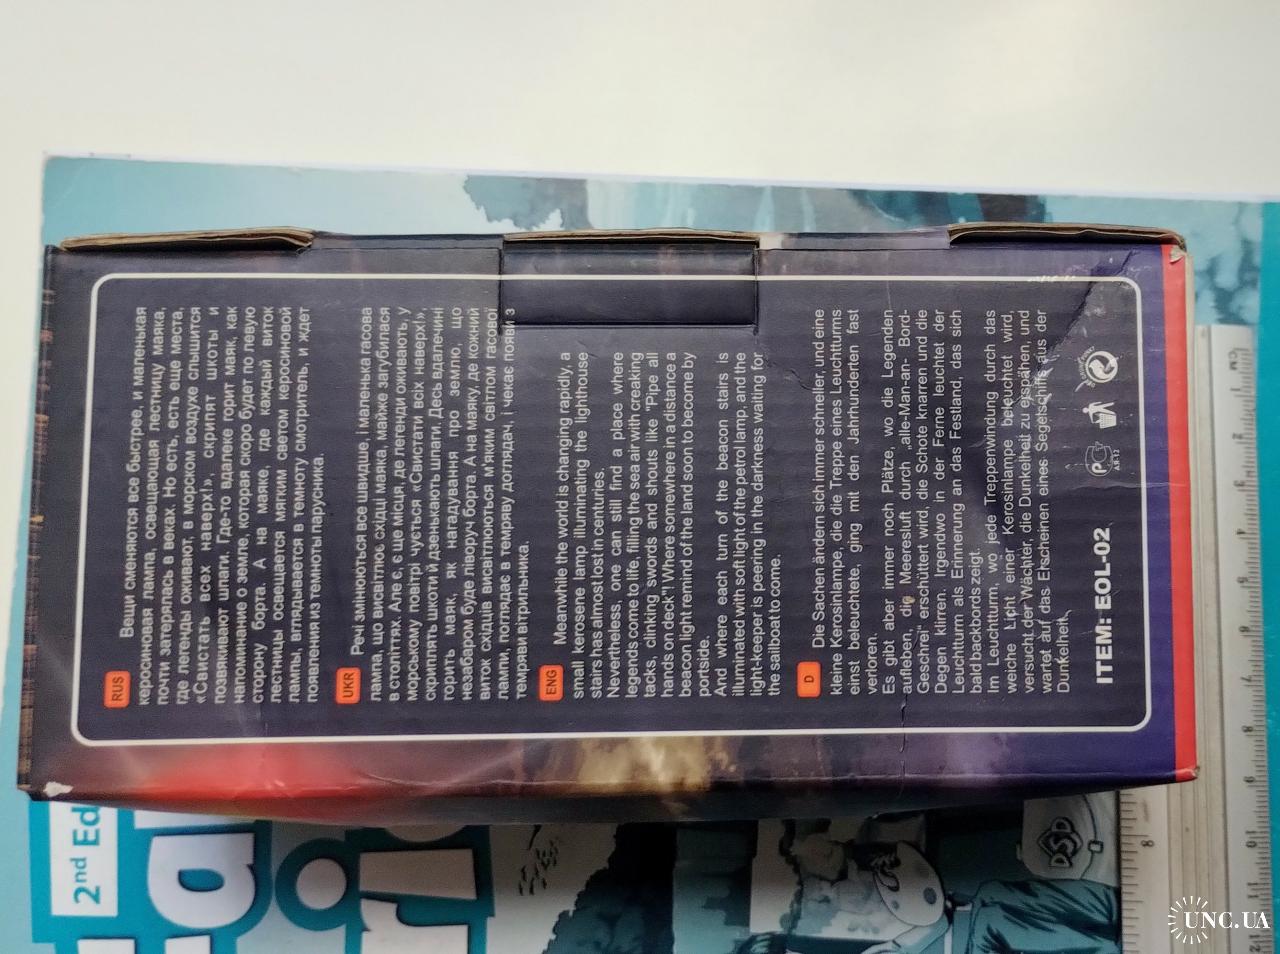 RUS
Вещи сменяются все быстрее, и маленькая
керосиновая лампа, освещающая лестницу маяка,
почти затерялась в веках. Но есть, есть еще места,
где легенды оживают, в морском воздухе слышится
«Свистать всех наверх!», скрипят шкоты и
позвякивают шпаги. Где-то вдалеке горит маяк, как
напоминание о земле, которая скоро будет по левую
сторону борта. А на маяке, где каждый виток
лестницы освещается мягким светом керосиновой
лампы, вглядывается в темноту смотритель, и ждет
появления из темноты парусника.
UKR
Речі змінюються все швидше, і маленька гасова
лампа, що висвітлює східці маяка, майже загубилася
в століттях. Але є, є ще місця, де легенди оживають, у
морському повітрі чується «Свистати всіх наверх!»,
скриплять шкоти й дзенькають шпаги. Десь вдалечині
горить маяк, як нагадування про землю, що
незабаром буде ліворуч борта. А на маяку, де кожний
виток східців висвітлюються м'яким світлом гасової
лампи, поглядає в темряву доглядач, і чекає появи з
темряви вітрильника.
ENG
Meanwhile the world is changing rapidly, a
small kerosene lamp illuminating the lighthouse
stairs has almost lost in centuries.
Nevertheless, one can still find a place where
legends come to life, filling the sea air with creaking
tacks, clinking swords and shouts like "Pipe all
hands on deck"! Where somewhere in a distance a
beacon light remind of the land soon to become by
portside.
And where each turn of the beacon stairs is
illuminated with soft light of the petrol lamp, and the
light-keeper is peering in the darkness waiting for
the sailboat to come.
D
Die Sachen ändern sich immer schneller, und eine
kleine Kerosinlampe, die die Treppe eines Leuchtturms
einst beleuchtete, ging mit den Jahrhunderten fast
verloren.
Es gibt aber immer noch Plätze, wo die Legenden
aufleben, die Meeresluft durch „alle-Man-an- Bord-
Geschrei" erschüttert wird, die Schote knarren und die
Degen klirren. Irgendwo in der Ferne leuchtet der
Leuchtturm als Erinnerung an das Festland, das sich
bald backbords zeigt.
Im Leuchtturm, wo jede Treppenwindung durch das
weiche Licht einer Kerosinlampe beleuchtet wird,
versucht der Wächter, die Dunkelheit zu erspähen, und
wartet auf das Erscheinen eines Segelschiffs aus der
Dunkelheit.
ITEM: EOL-02
2nd Ed
DSP
UNC.UA